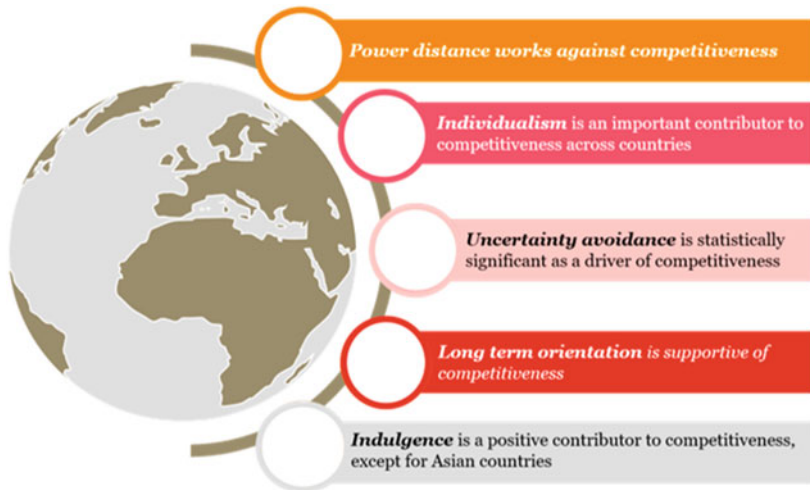 Power distance works against competitiveness
Individualism is an important contributor to
competitiveness across countries
Uncertainty avoidance is statistically
significant as a driver of competitiveness
Long term orientation is supportive of
competitiveness
Indulgence is a positive contributor to competitiveness,
except for Asian countries